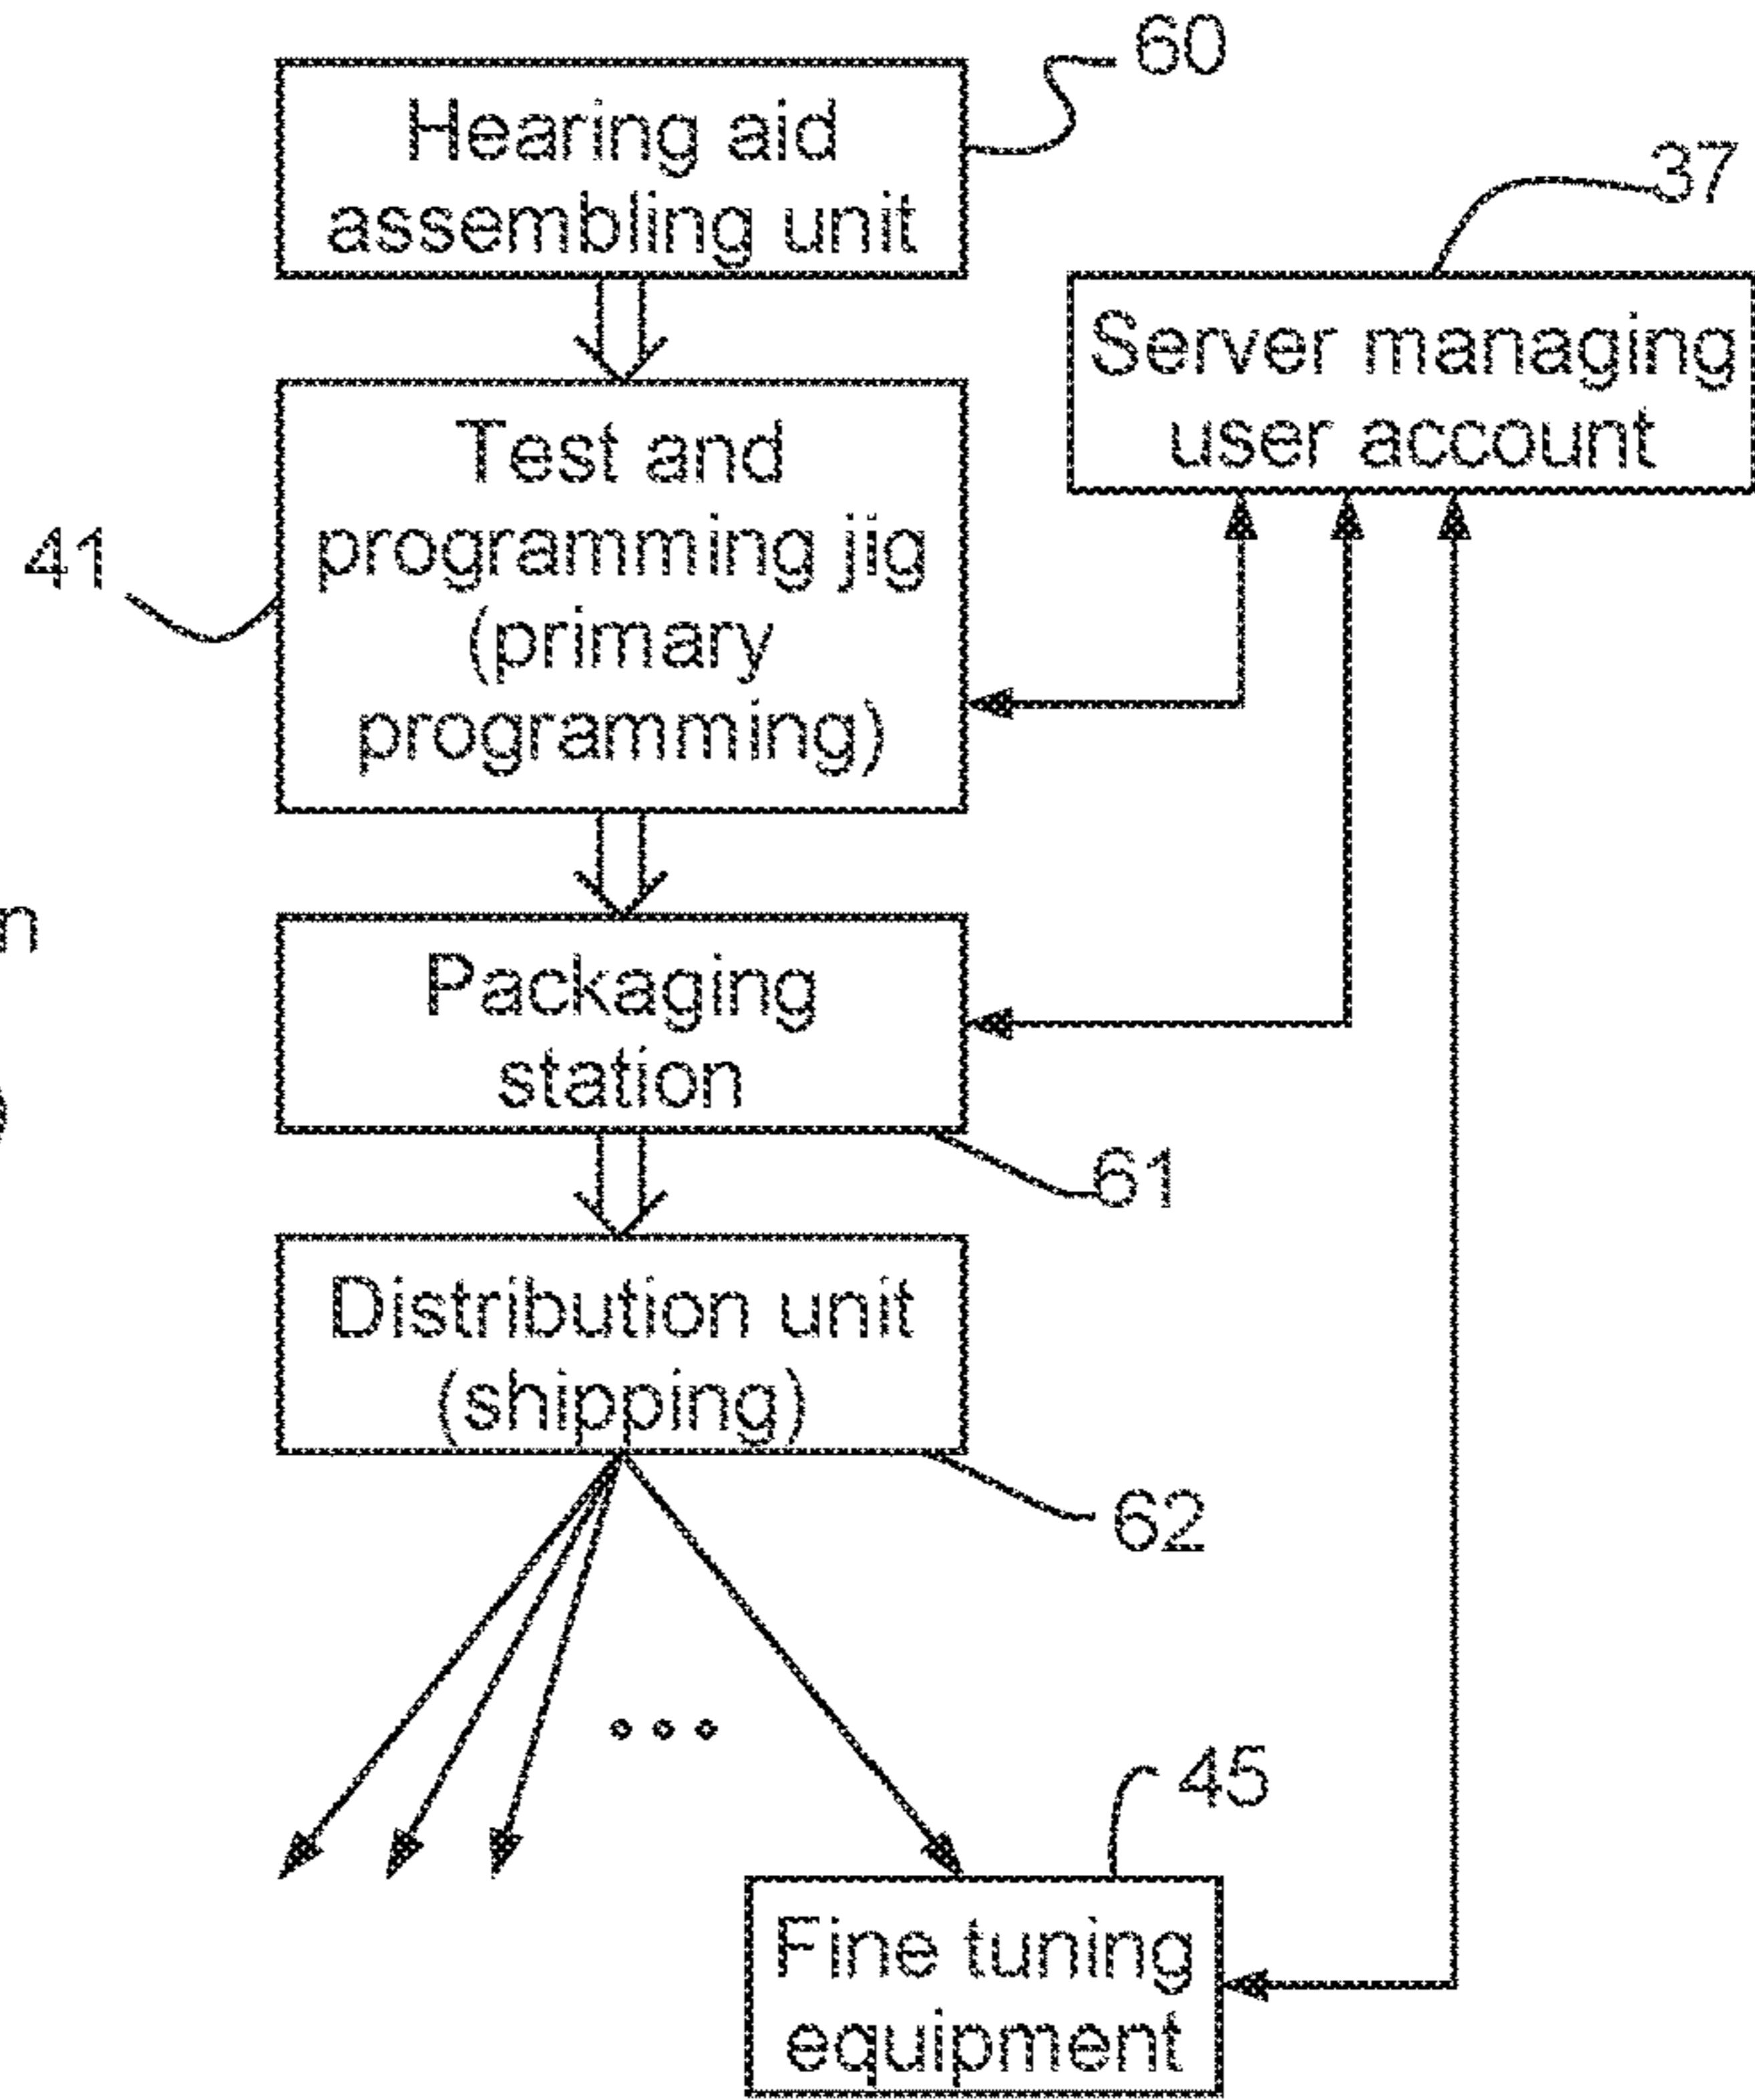 60
Hearing aid
assembling unit
37
Server managing
user account
Test and
programming jig
(primary
programming)
41
Packaging
station
61
Distribution unit
(shipping)
62
45
Fine tuning
equipment